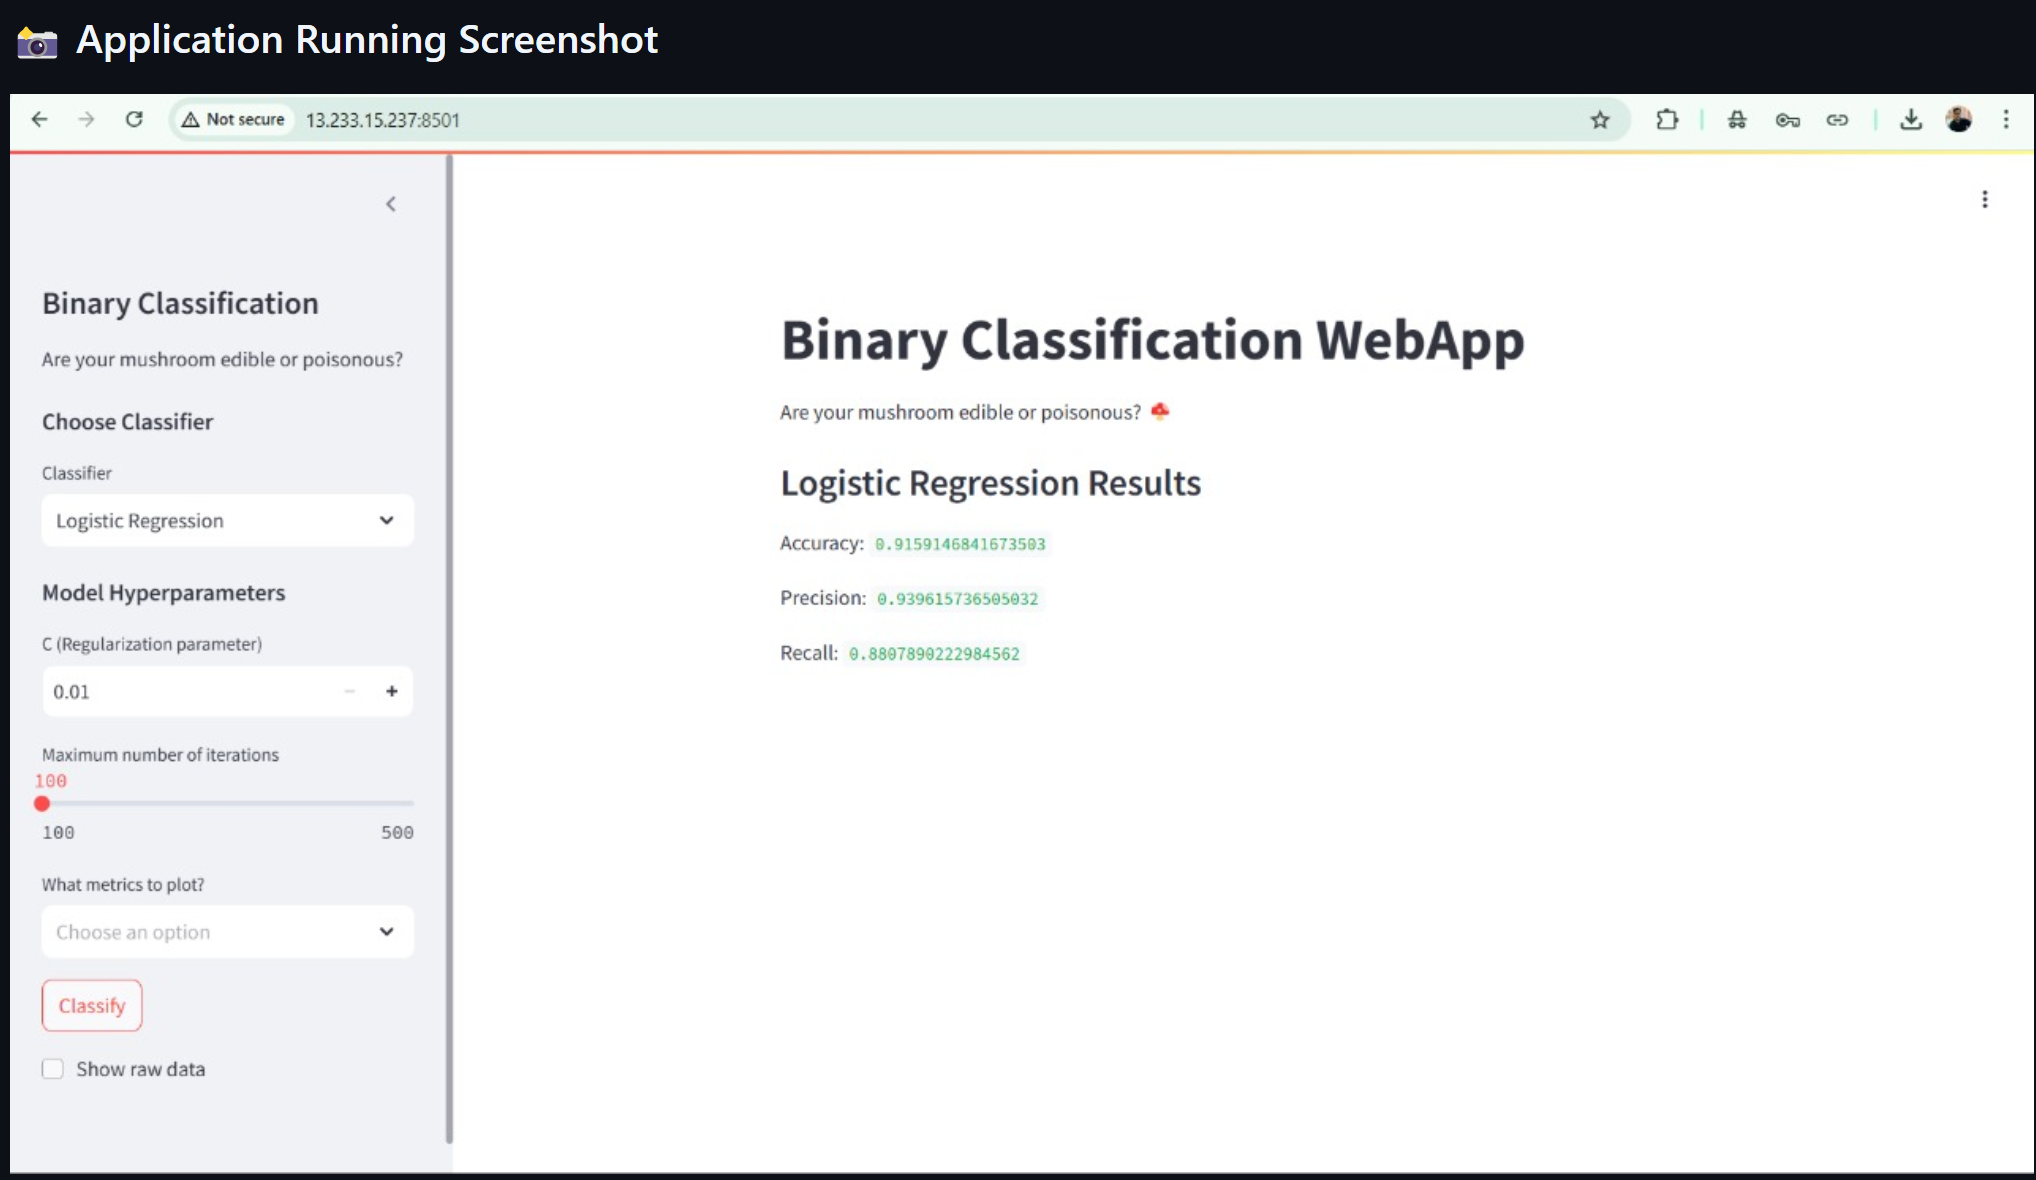 Application Running Screenshot
Not secure 13.233.15.237:8501
Binary Classification
Are your mushroom edible or poisonous?
Choose Classifier
Classifier
Logistic Regression
Model Hyperparameters
C (Regularization parameter)
0.01
Maximum number of iterations
100
100 500
What metrics to plot?
Choose an option
Classify
Show raw data
Binary Classification WebApp
Are your mushroom edible or poisonous?
Logistic Regression Results
Accuracy: 0.9159146841673503
Precision: 0.939615736505032
Recall: 0.8807890222984562